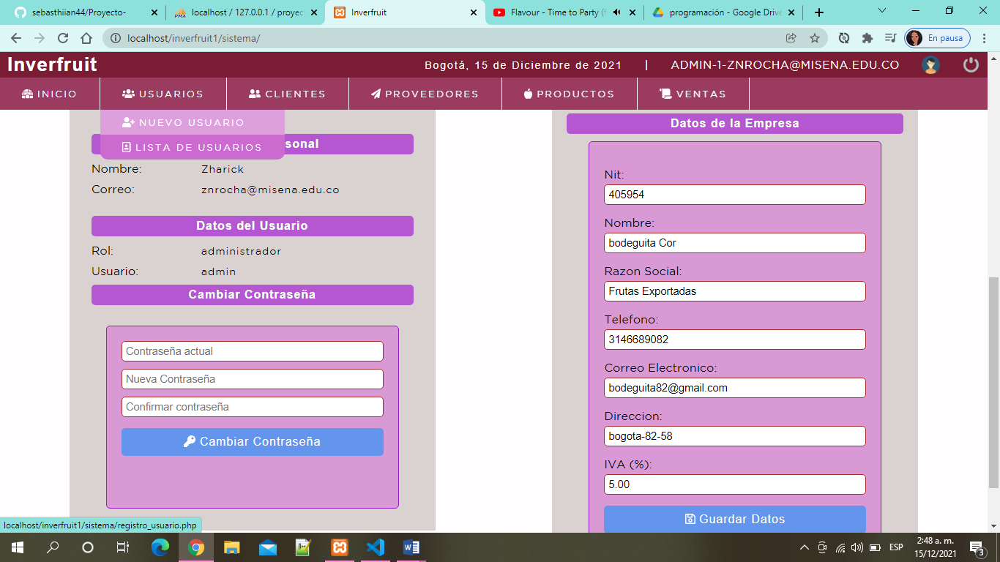 sebasthiian44/Proyecto-
localhost / 127.0.0.1 / proyec
Inverfruit
Flavour - Time to Party (f
programación - Google Drive
localhost/inverfruit1/sistema/
En pausa
Inverfruit
Bogotá, 15 de Diciembre de 2021 | ADMIN-1-ZNROCHA@MISENA.EDU.CO
INICIO
USUARIOS
CLIENTES
PROVEEDORES
PRODUCTOS
VENTAS
NUEVO USUARIO
LISTA DE USUARIOS
sonal
Nombre: Zharick
Correo: znrocha@misena.edu.co
Datos del Usuario
Rol: administrador
Usuario: admin
Cambiar Contraseña
Contraseña actual
Nueva Contraseña
Confirmar contraseña
Cambiar Contraseña
Datos de la Empresa
Nit:
405954
Nombre:
bodeguita Cor
Razon Social:
Frutas Exportadas
Telefono:
3146689082
Correo Electronico:
bodeguita82@gmail.com
Direccion:
bogota-82-58
IVA (%):
5.00
Guardar Datos
localhost/inverfruit1/sistema/registro_usuario.php
ESP
2:48 a. m.
15/12/2021
3